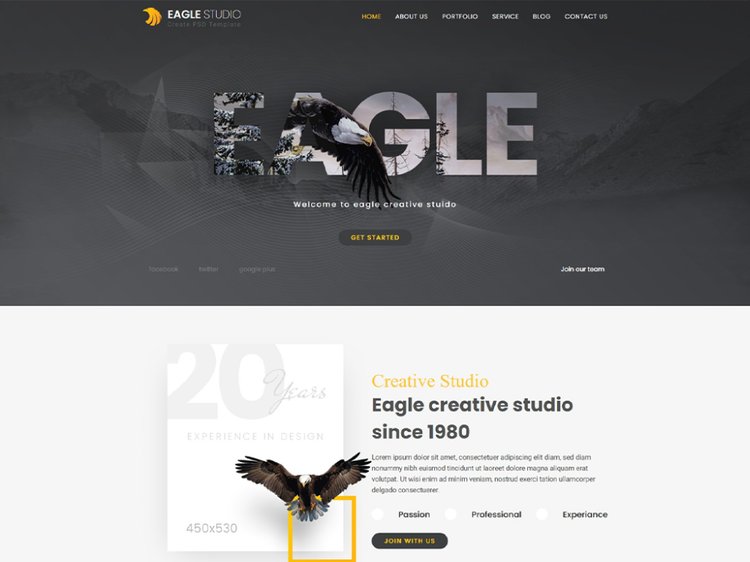 EAGLE STUDIO
Create PSD Template
HOME ABOUT US PORTFOLIO SERVICE BLOG CONTACT US
EAGLE
Welcome to eagle creative stuido
GET STARTED
facebook twitter google plus
Join our team
20
Years
EXPERIENCE IN DESIGN
450x530
Creative Studio
Eagle creative studio
since 1980
Lorem ipsum dolor sit amet, consectetuer adipiscing elit, sed diam
nonummy nibh euismod tincidunt ut laoreet dolore magna aliquam erat
volutpat. Ut wisi enim ad minim veniam, quis nostrud exerci tation ullamcorper
delgado consectuerer.
Passion Professional Experiance
JOIN WITH US